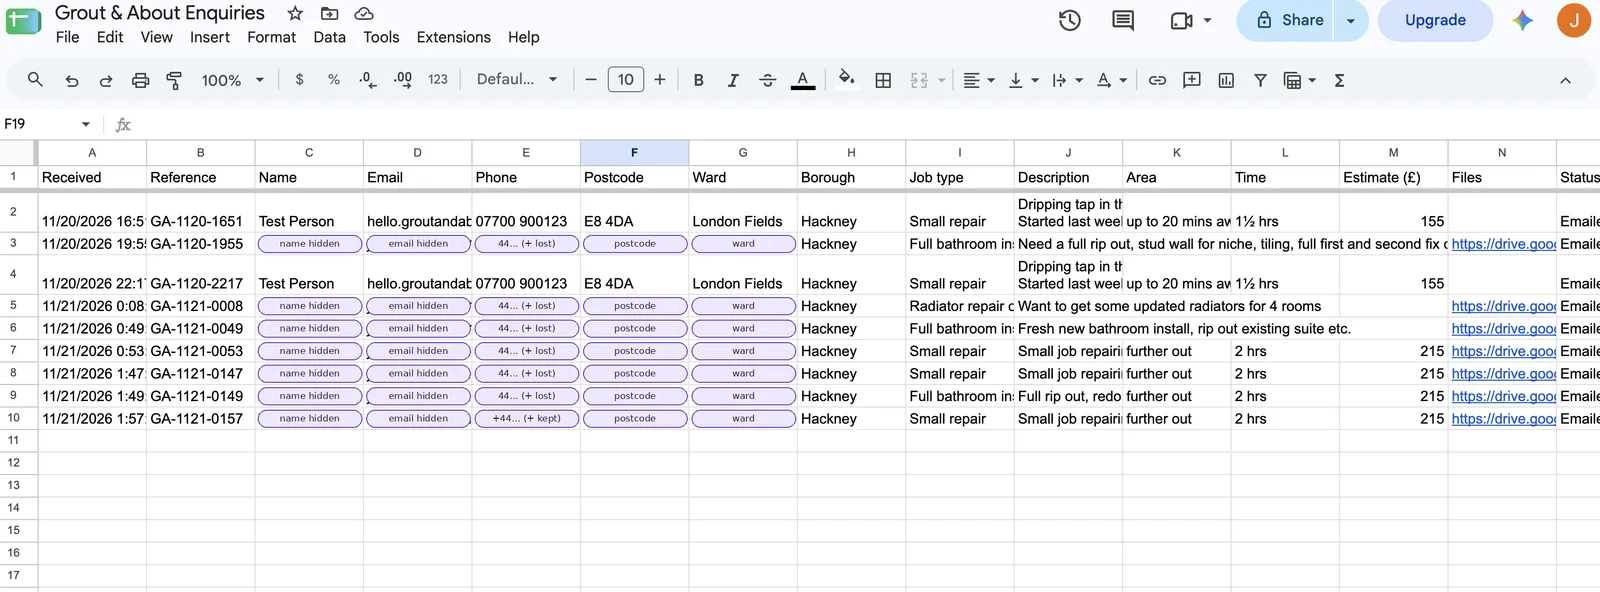 Grout & About Enquiries
File Edit View Insert Format Data Tools Extensions Help
Share
Upgrade
J
100% $ % .0 .00 123 Defaul... − 10 + B I S A Σ
F19 fx
A B C D E F G H I J K L M N
1 Received Reference Name Email Phone Postcode Ward Borough Job type Description Area Time Estimate (£) Files Status
Dripping tap in th
2 11/20/2026 16:5 GA-1120-1651 Test Person hello.groutandab 07700 900123 E8 4DA London Fields Hackney Small repair Started last weel up to 20 mins aw 1½ hrs 155 Emaile
3 11/20/2026 19:5 GA-1120-1955 name hidden email hidden 44... (+ lost) postcode ward Hackney Full bathroom in Need a full rip out, stud wall for niche, tiling, full first and second fix https://drive.goo Emaile
Dripping tap in th
4 11/20/2026 22:1 GA-1120-2217 Test Person hello.groutandab 07700 900123 E8 4DA London Fields Hackney Small repair Started last weel up to 20 mins aw 1½ hrs 155 Emaile
5 11/21/2026 0:08 GA-1121-0008 name hidden email hidden 44... (+ lost) postcode ward Hackney Radiator repair Want to get some updated radiators for 4 rooms https://drive.goo Emaile
6 11/21/2026 0:49 GA-1121-0049 name hidden email hidden 44... (+ lost) postcode ward Hackney Full bathroom in Fresh new bathroom install, rip out existing suite etc. https://drive.goo Emaile
7 11/21/2026 0:53 GA-1121-0053 name hidden email hidden 44... (+ lost) postcode ward Hackney Small repair Small job repairi further out 2 hrs 215 https://drive.goo Emaile
8 11/21/2026 1:47 GA-1121-0147 name hidden email hidden 44... (+ lost) postcode ward Hackney Small repair Small job repairi further out 2 hrs 215 https://drive.goo Emaile
9 11/21/2026 1:49 GA-1121-0149 name hidden email hidden 44... (+ lost) postcode ward Hackney Full bathroom in Full rip out, redo further out 2 hrs 215 https://drive.goo Emaile
10 11/21/2026 1:57 GA-1121-0157 name hidden email hidden +44... (+ kept) postcode ward Hackney Small repair Small job repairi further out 2 hrs 215 https://drive.goo Emaile
11
12
13
14
15
16
17